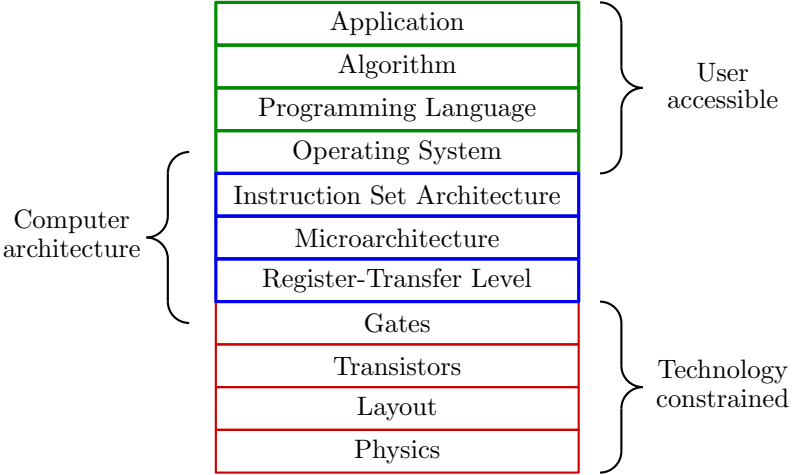 Application
Algorithm
Programming Language
Operating System
Instruction Set Architecture
Microarchitecture
Register-Transfer Level
Gates
Transistors
Layout
Physics
User
accessible
Computer
architecture
Technology
constrained